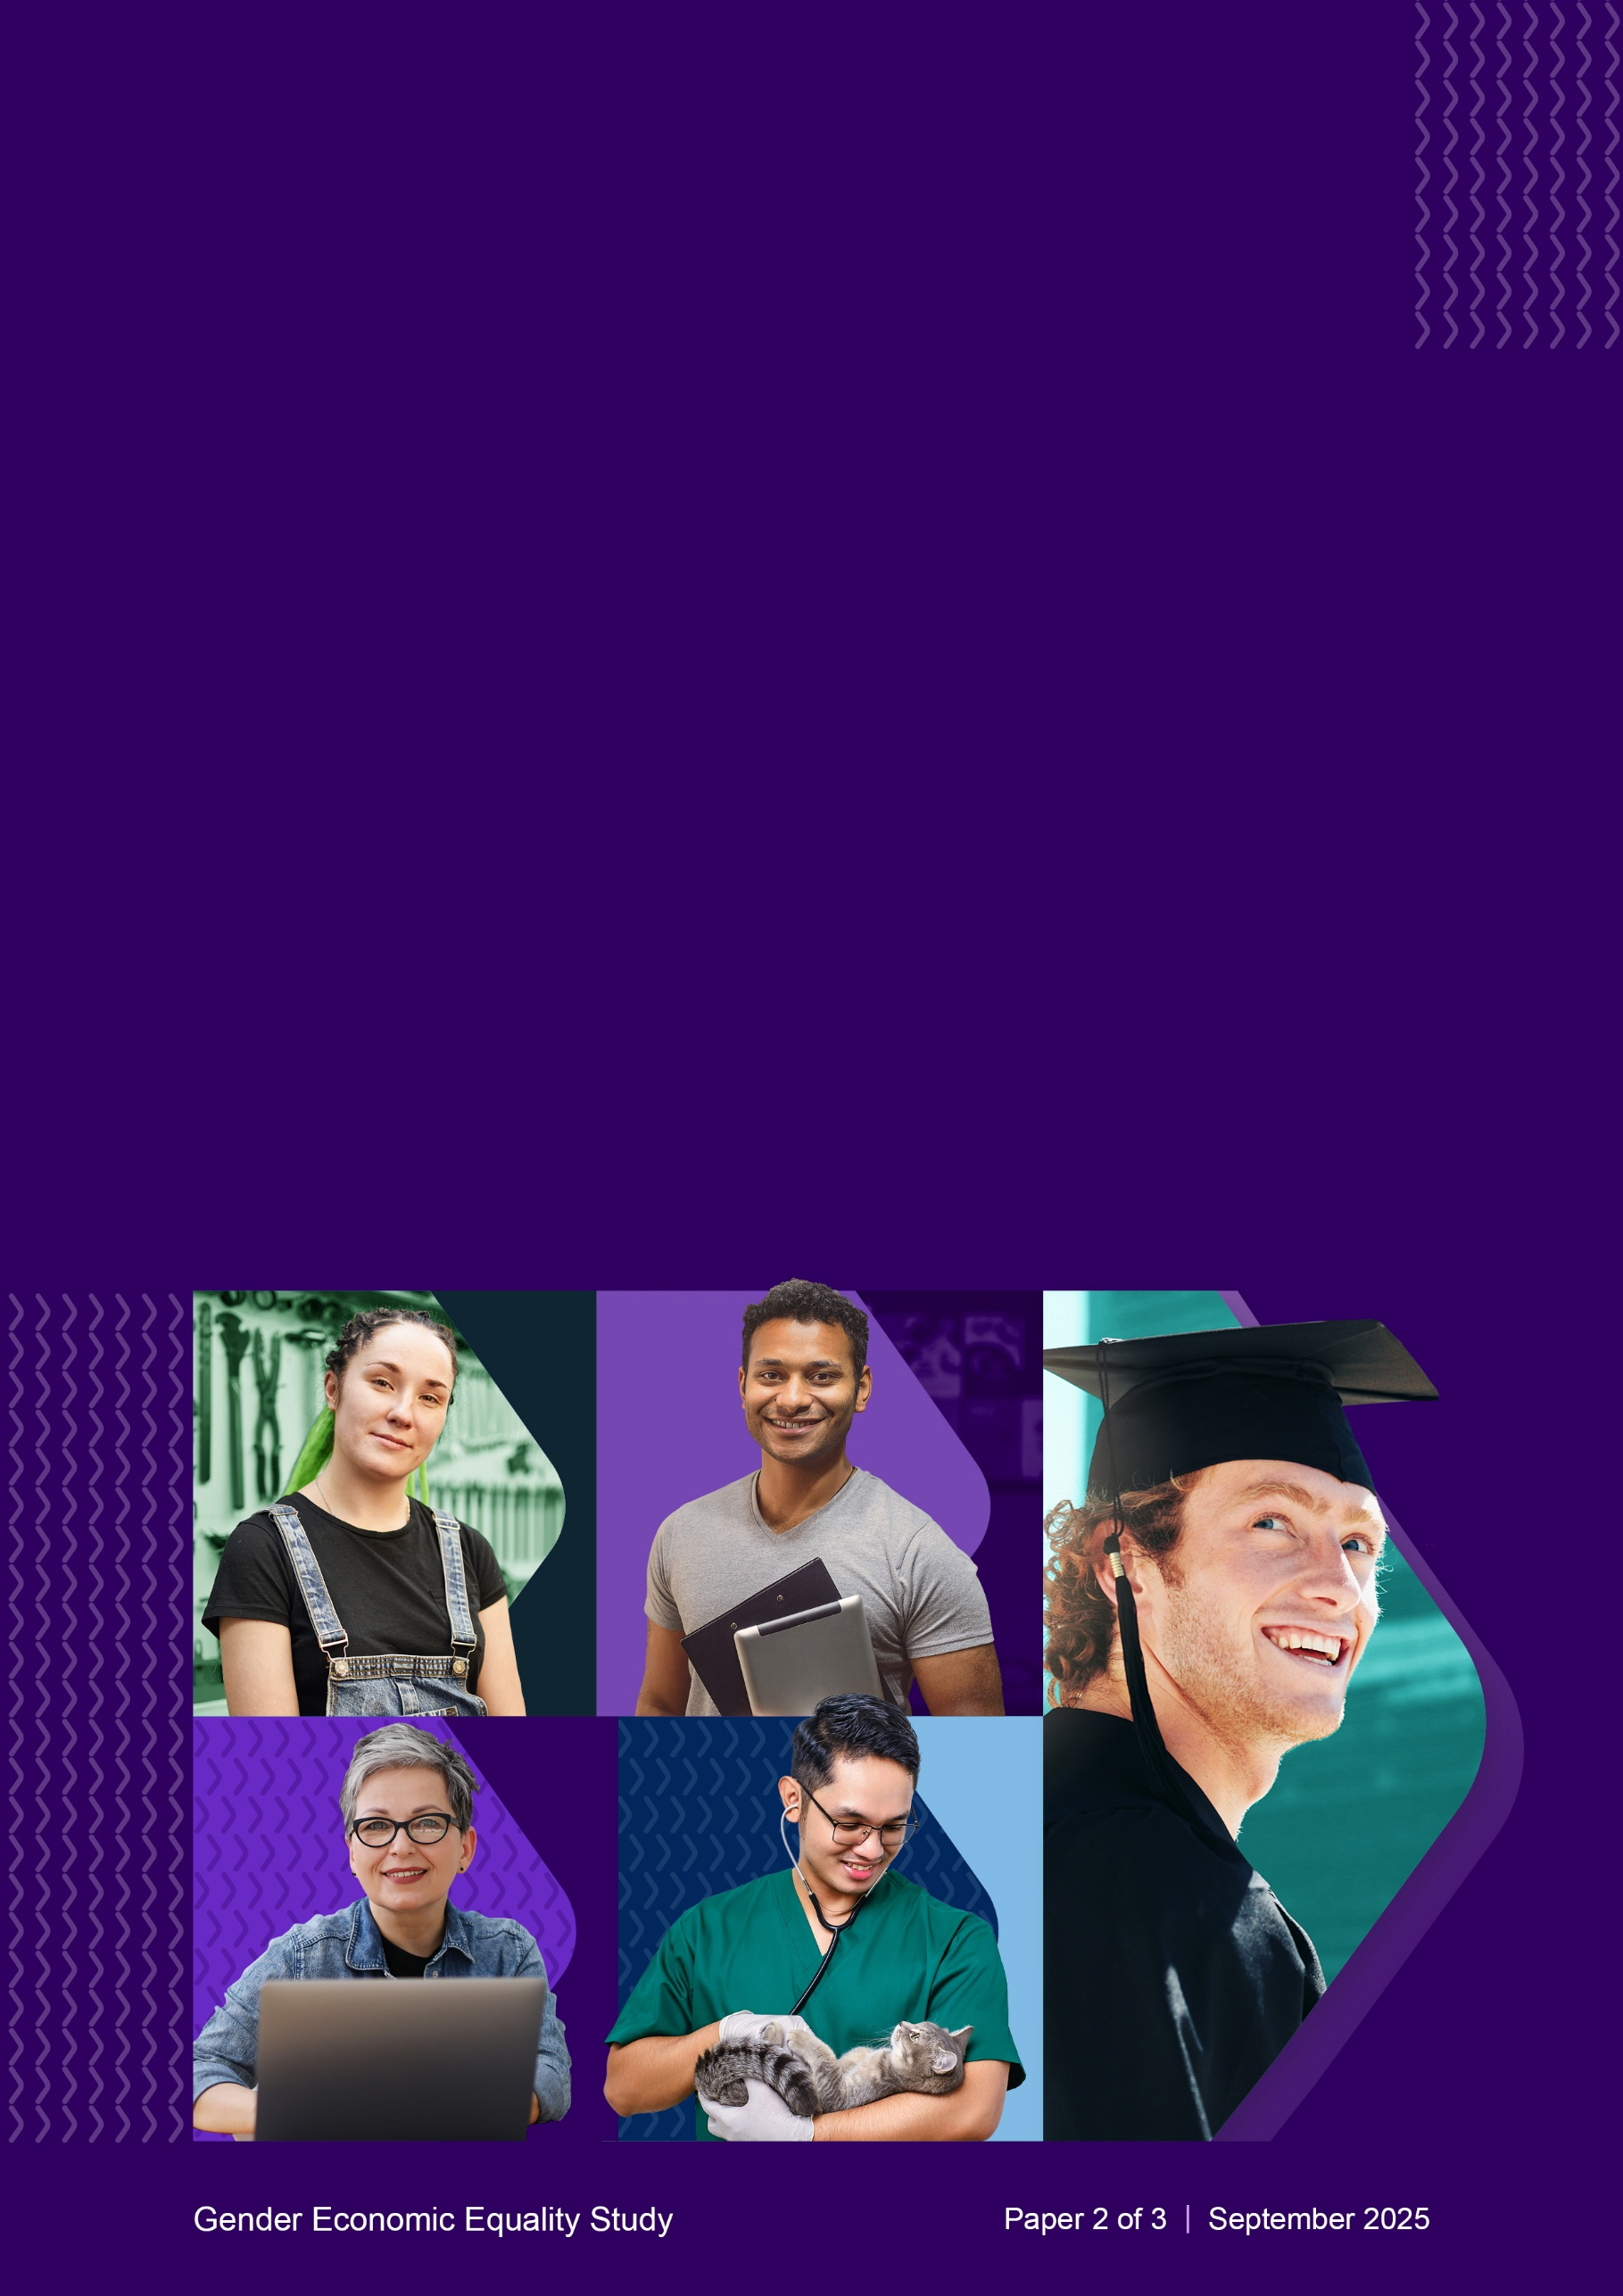 Gender Economic Equality Study
Paper 2 of 3 | September 2025